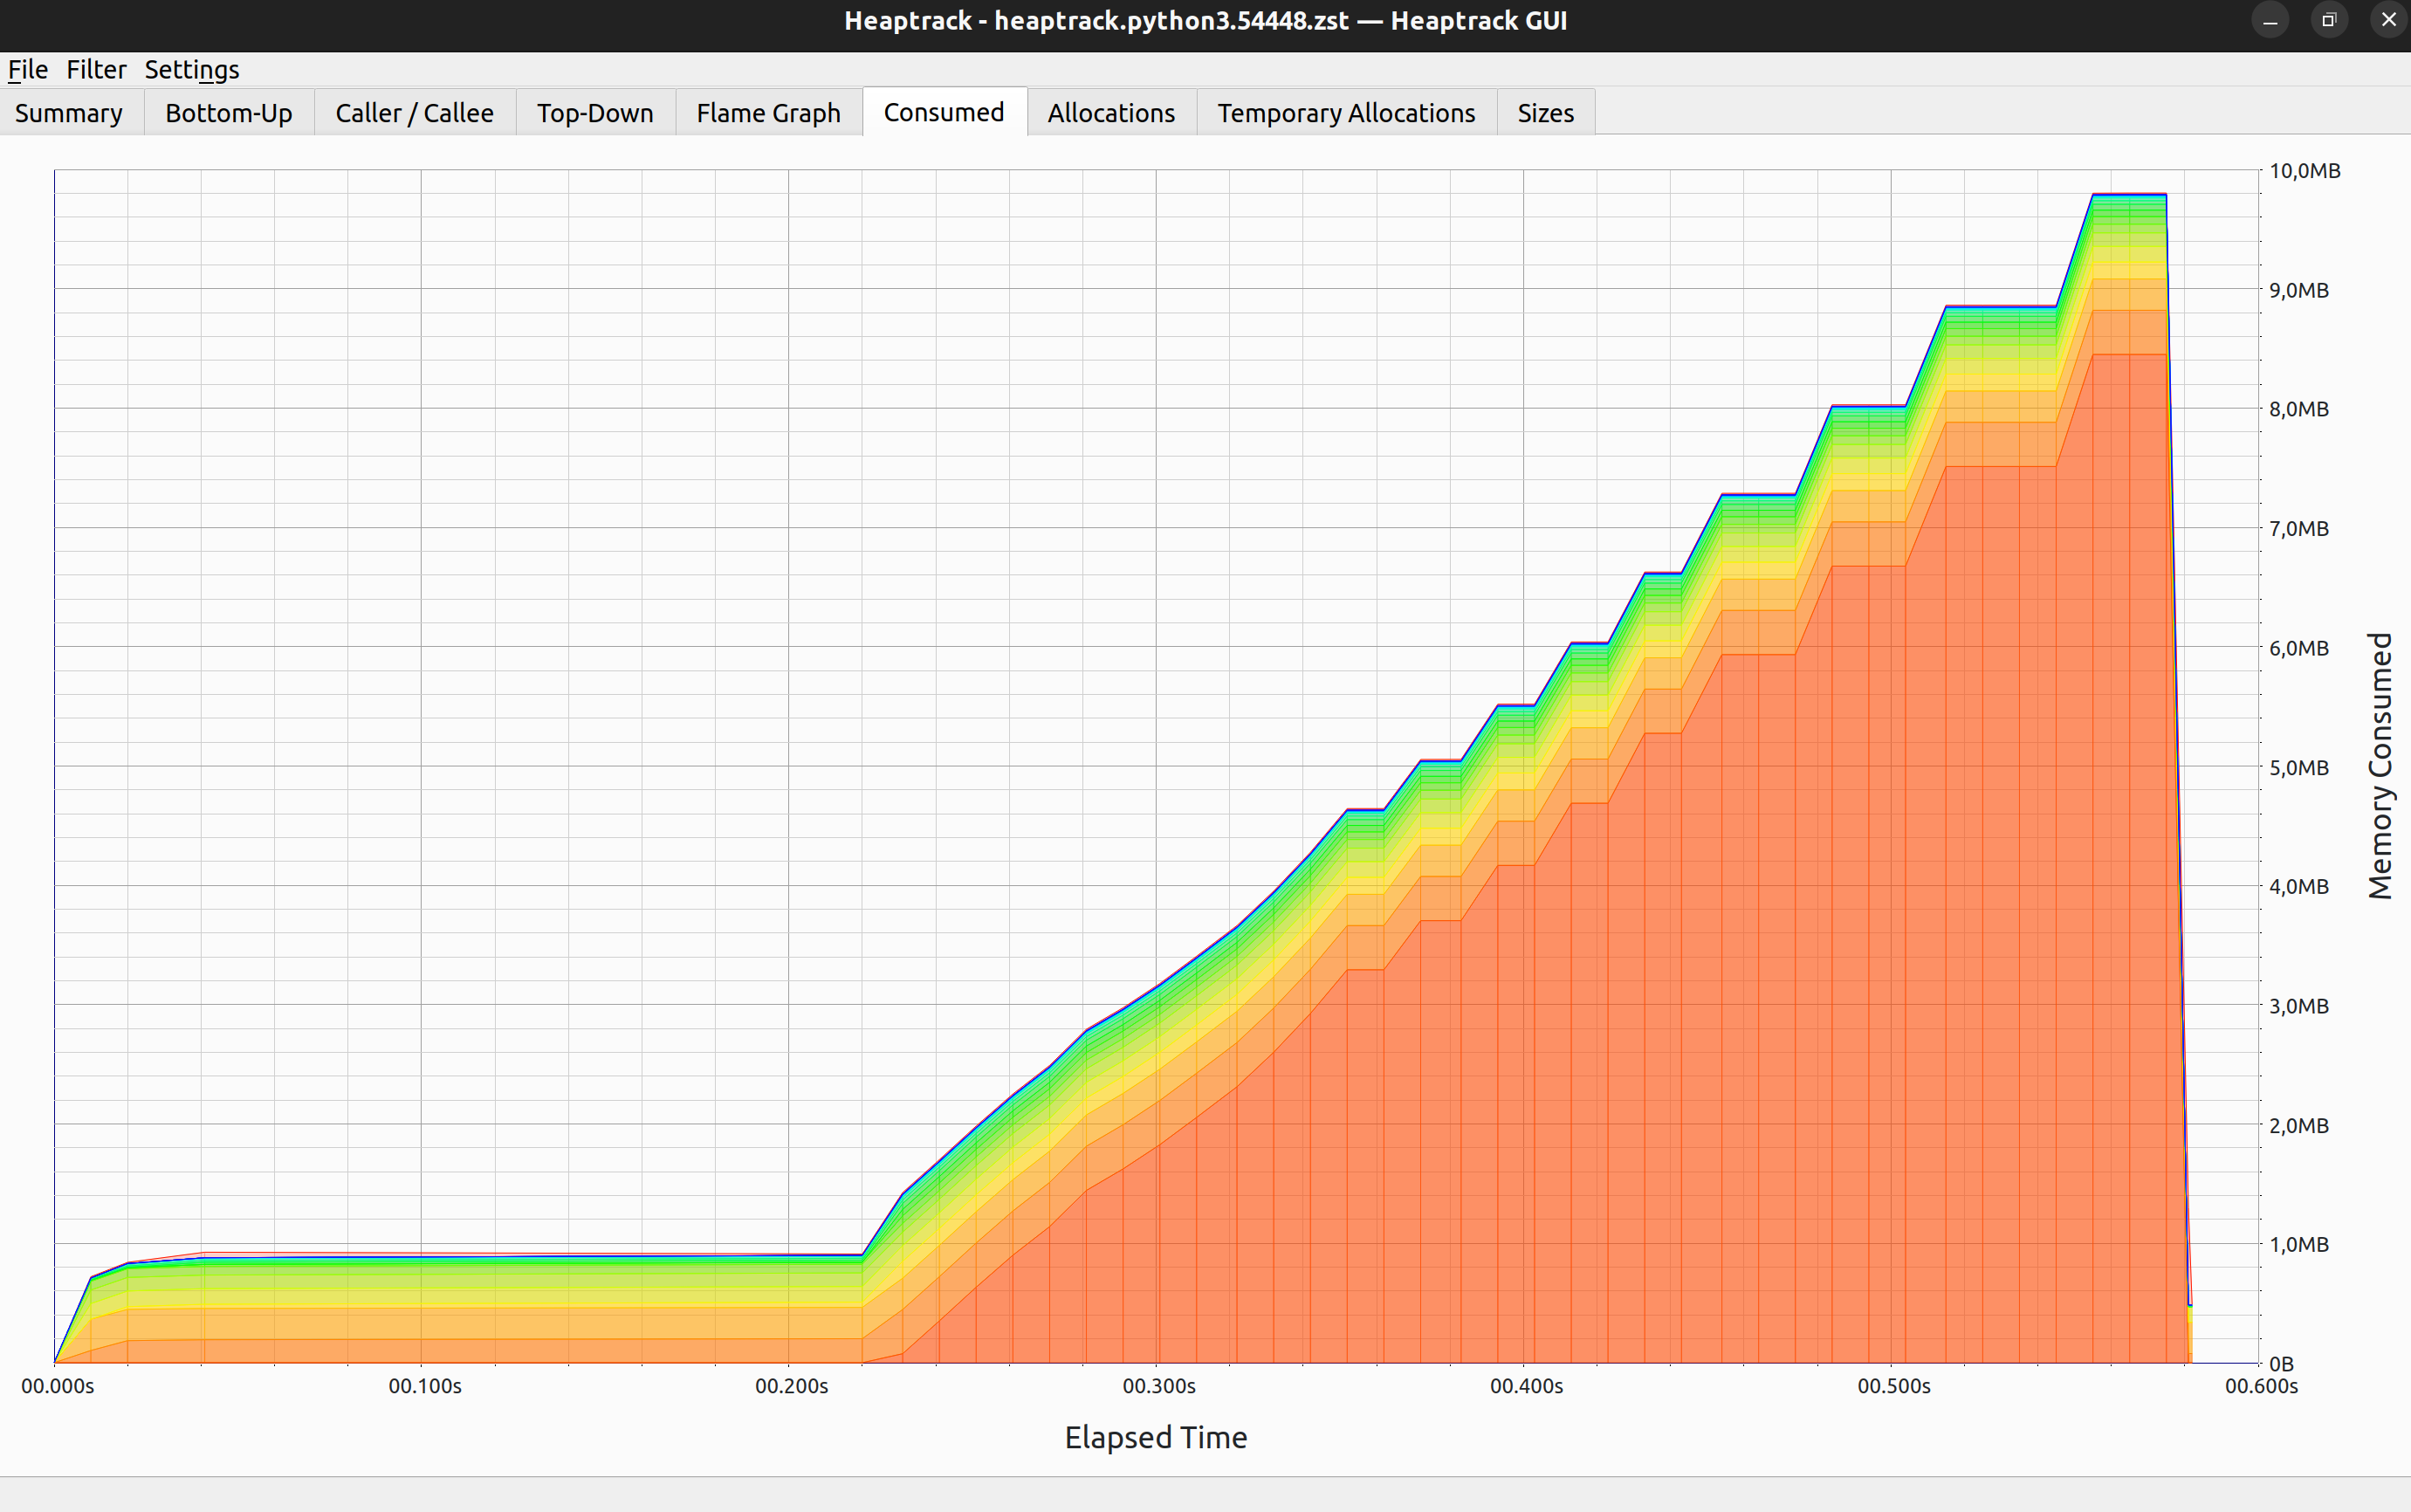 Heaptrack - heaptrack.python3.54448.zst — Heaptrack GUI
File Filter Settings
Summary Bottom-Up Caller / Callee Top-Down Flame Graph Consumed Allocations Temporary Allocations Sizes
10,0MB
9,0MB
8,0MB
7,0MB
6,0MB
5,0MB
4,0MB
3,0MB
2,0MB
1,0MB
0B
Memory Consumed
00.000s 00.100s 00.200s 00.300s 00.400s 00.500s 00.600s
Elapsed Time